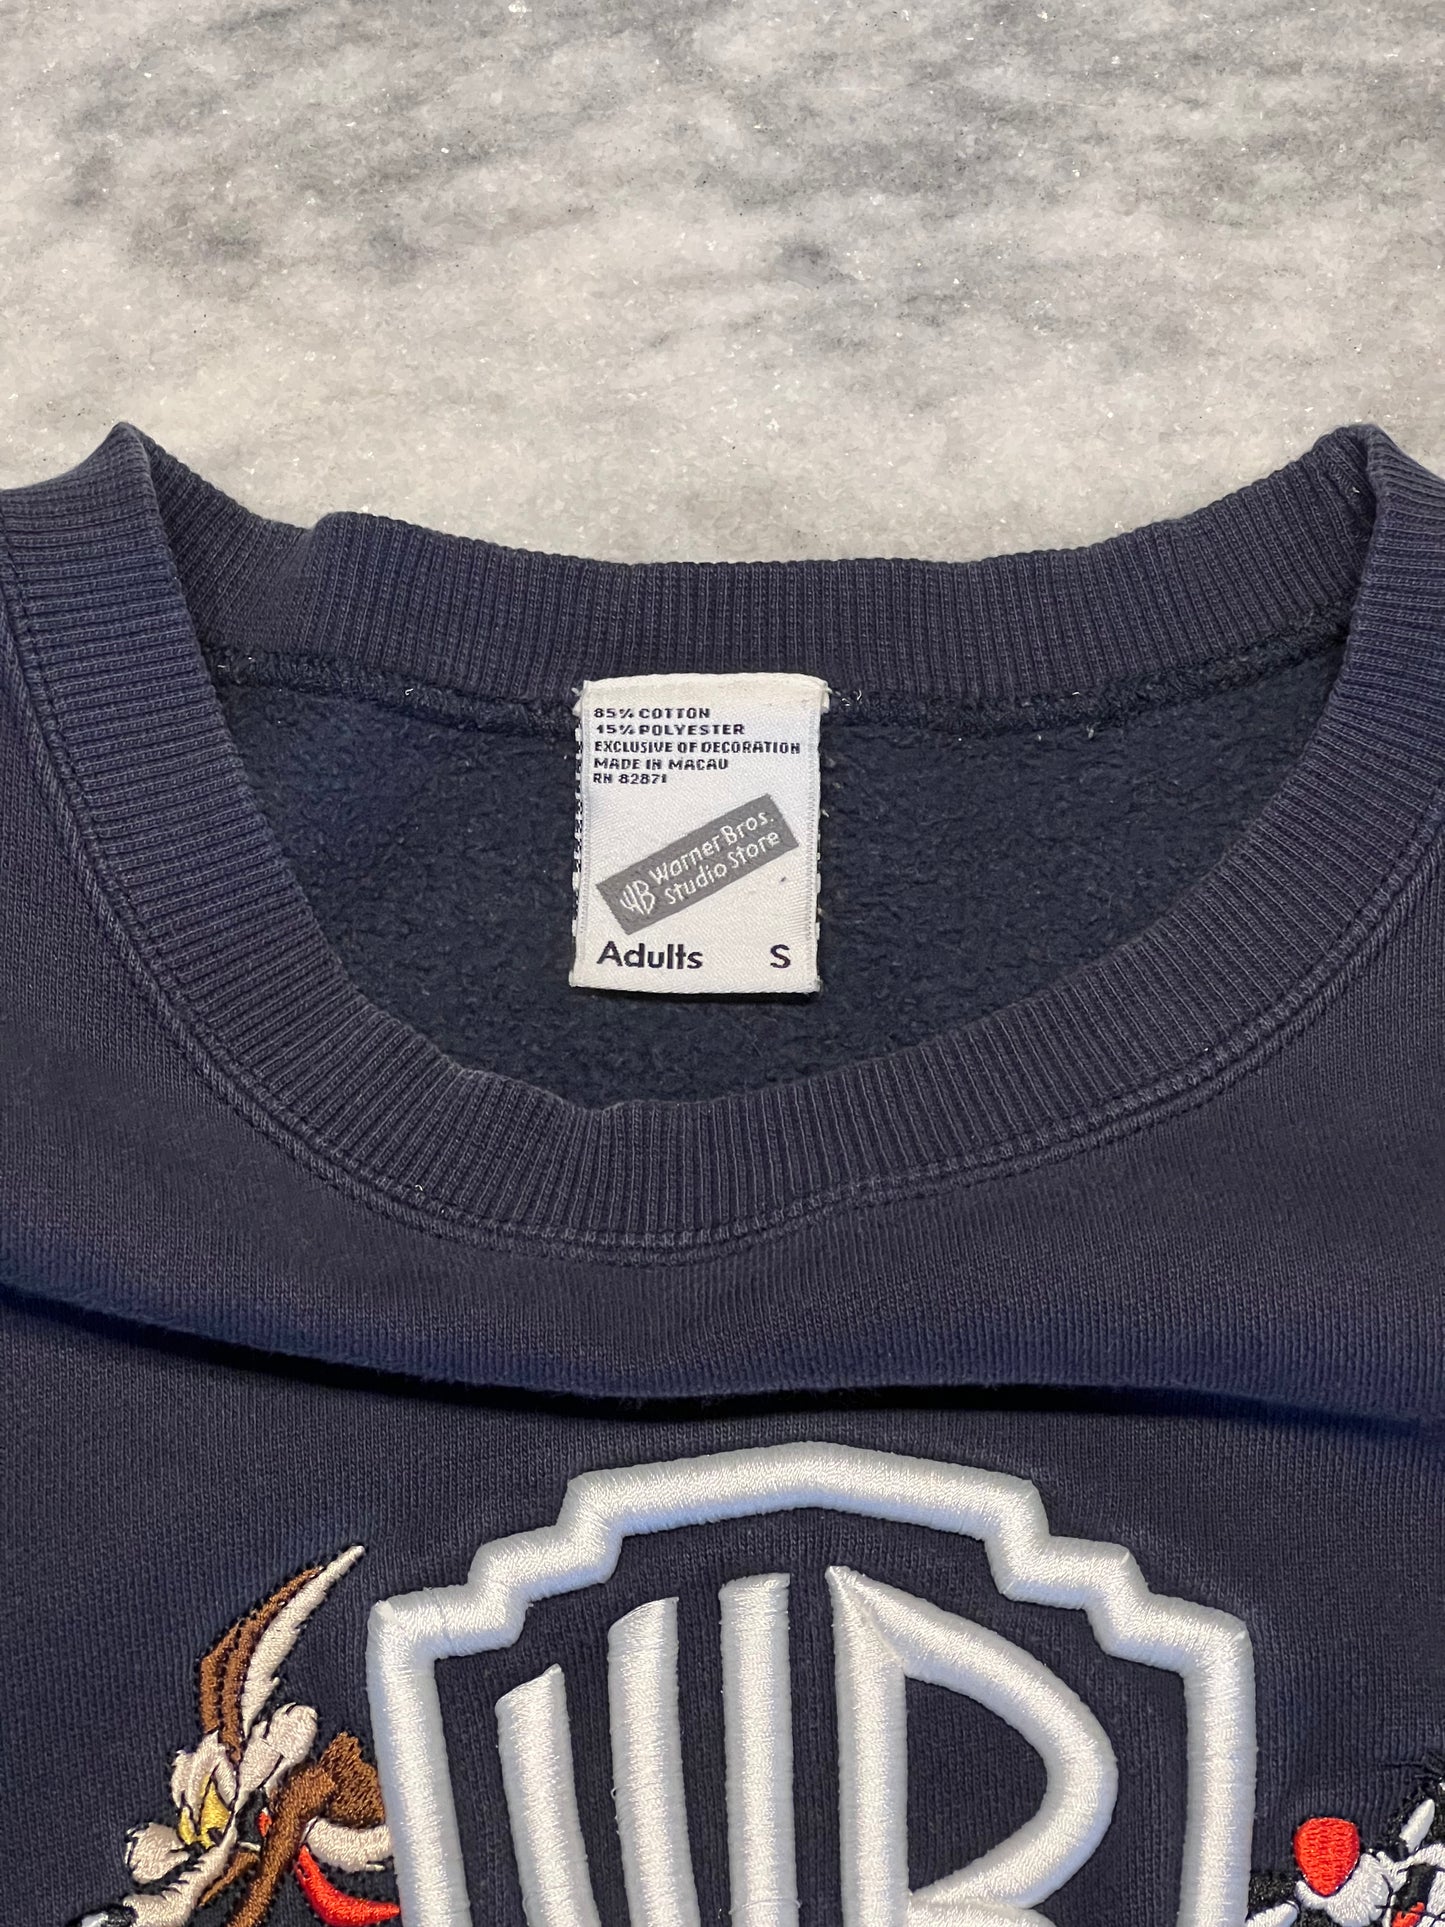 85% COTTON
15% POLYESTER
EXCLUSIVE OF DECORATION
MADE IN MACAU
RN 82871
WB Warner Bros.
Studio Store
Adults S
WB